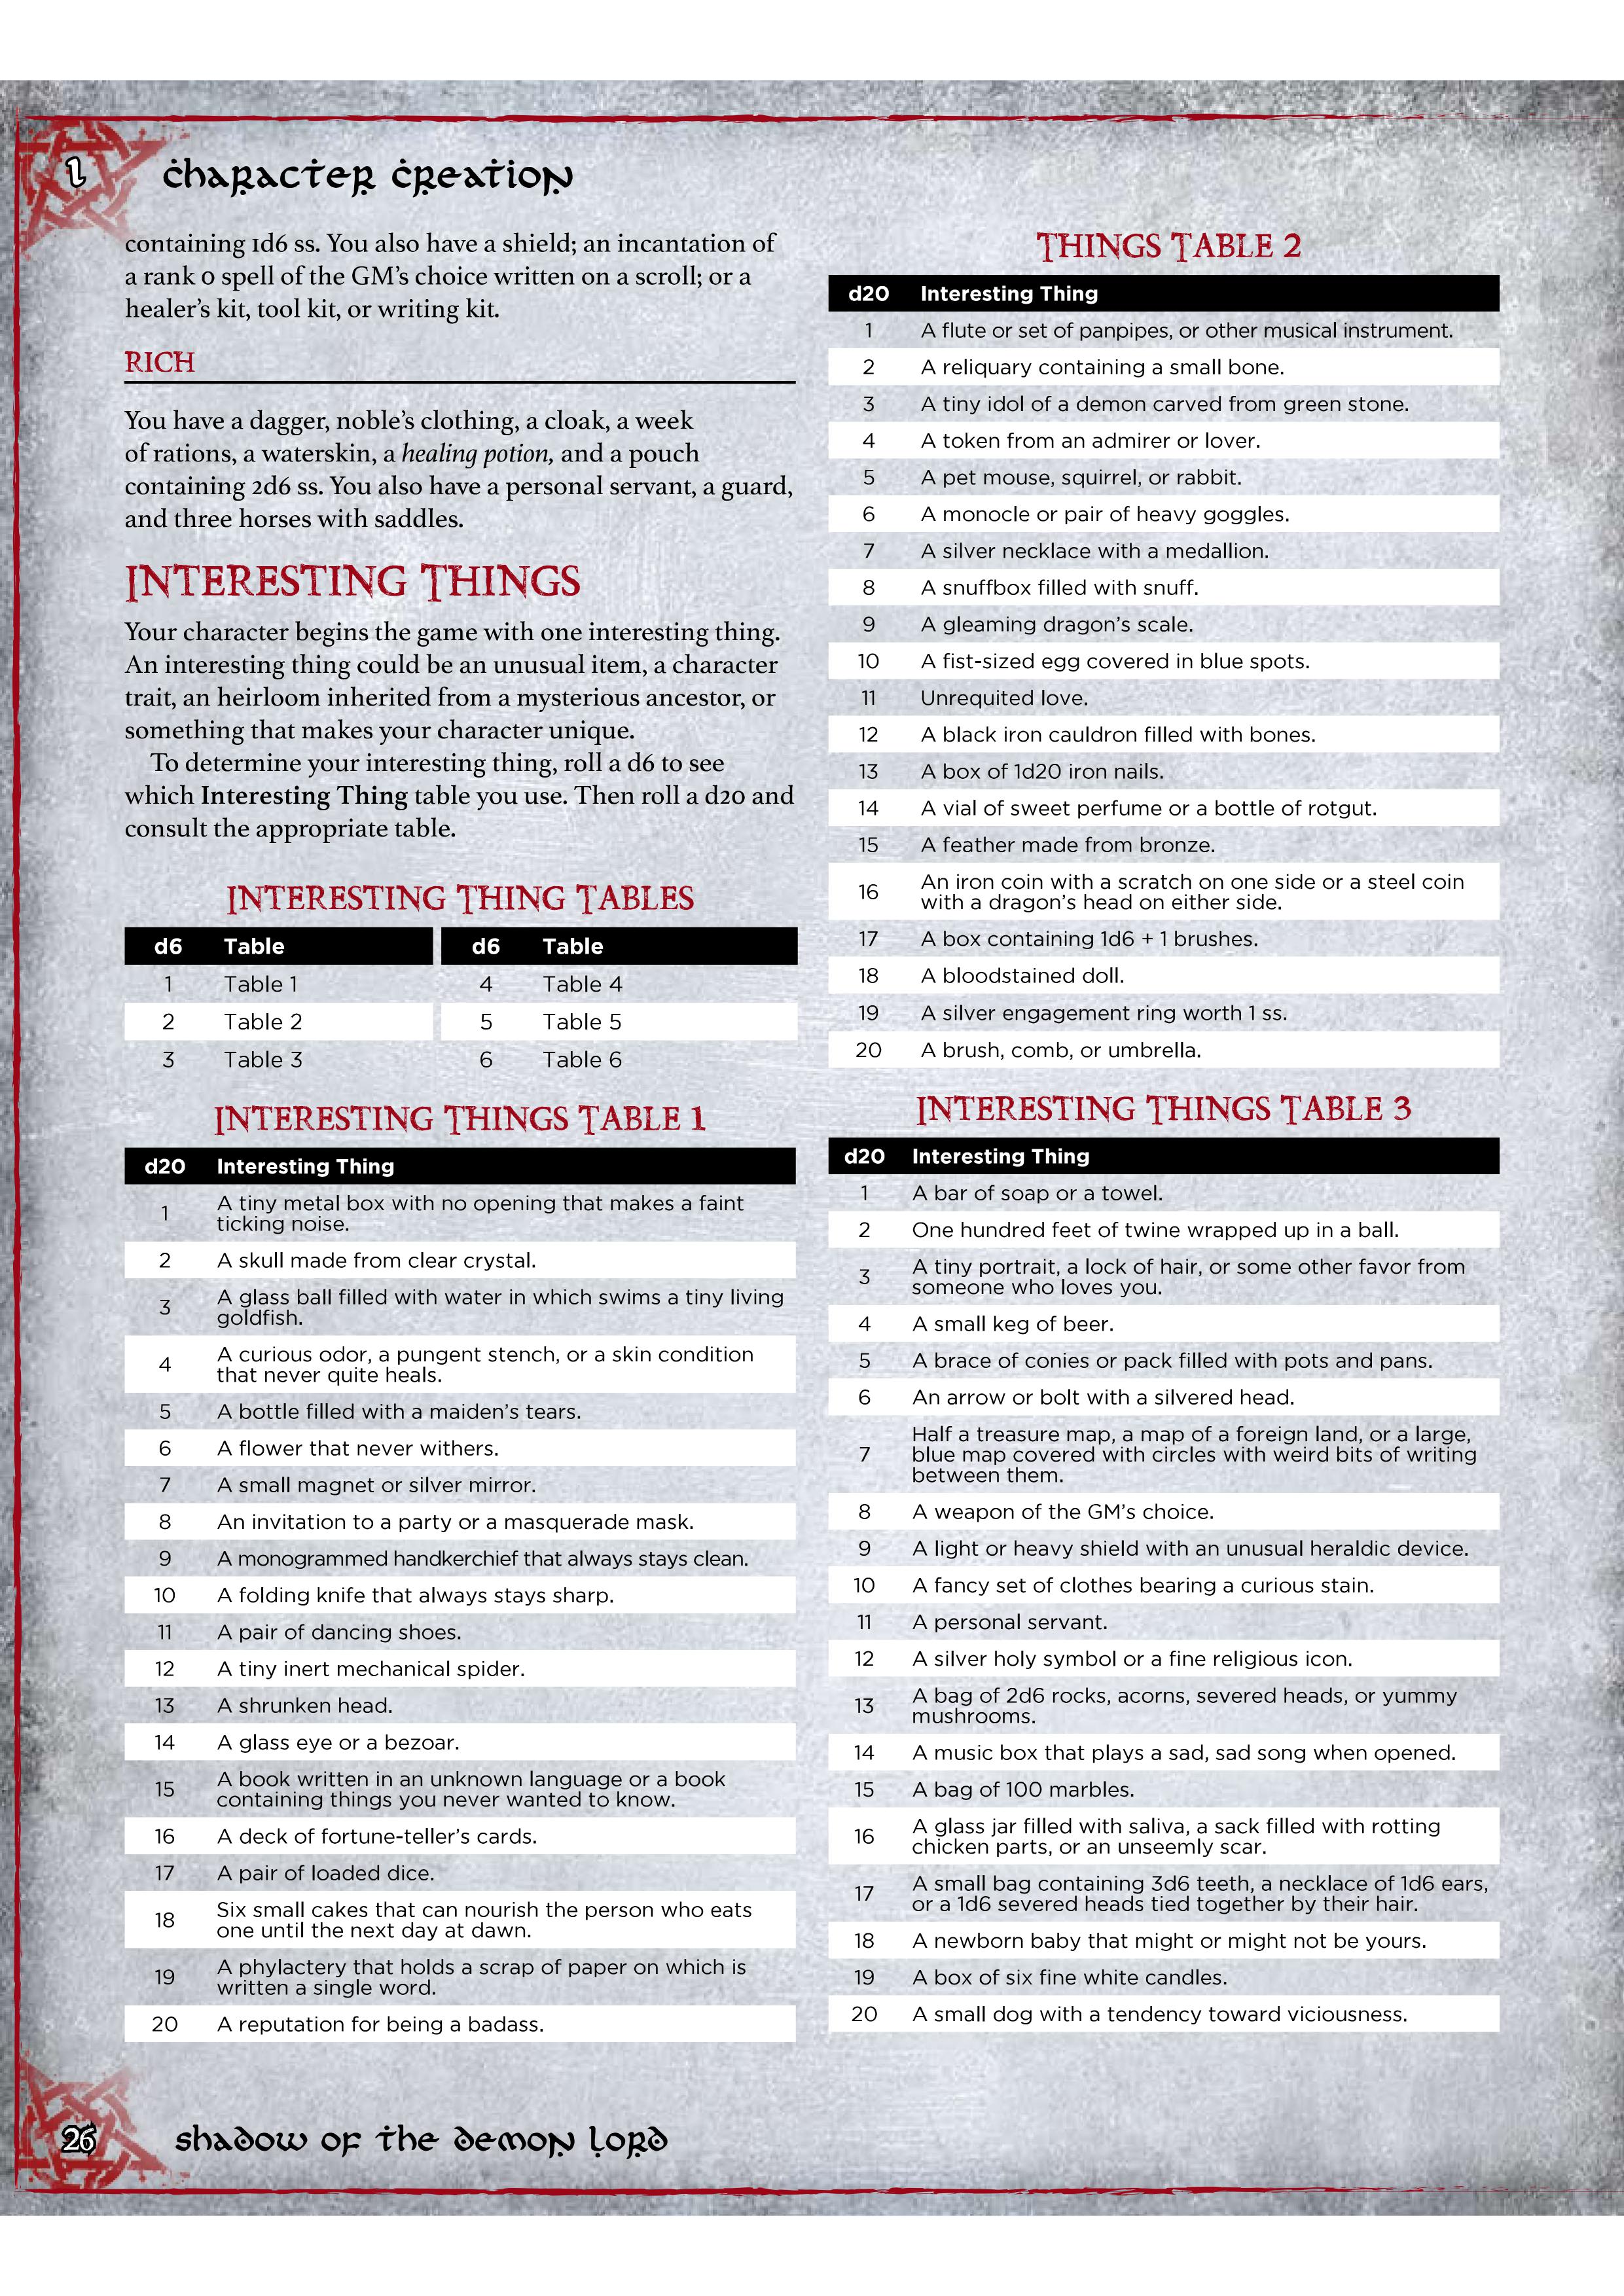 1
Character Creation
containing 1d6 ss. You also have a shield; an incantation of
a rank 0 spell of the GM’s choice written on a scroll; or a
healer’s kit, tool kit, or writing kit.
RICH
You have a dagger, noble’s clothing, a cloak, a week
of rations, a waterskin, a healing potion, and a pouch
containing 2d6 ss. You also have a personal servant, a guard,
and three horses with saddles.
INTERESTING THINGS
Your character begins the game with one interesting thing.
An interesting thing could be an unusual item, a character
trait, an heirloom inherited from a mysterious ancestor, or
something that makes your character unique.
To determine your interesting thing, roll a d6 to see
which Interesting Thing table you use. Then roll a d20 and
consult the appropriate table.
INTERESTING THING TABLES
d6 Table d6 Table
1 Table 1 4 Table 4
2 Table 2 5 Table 5
3 Table 3 6 Table 6
INTERESTING THINGS TABLE 1
d20 Interesting Thing
1 A tiny metal box with no opening that makes a faint
ticking noise.
2 A skull made from clear crystal.
3 A glass ball filled with water in which swims a tiny living
goldfish.
4 A curious odor, a pungent stench, or a skin condition
that never quite heals.
5 A bottle filled with a maiden’s tears.
6 A flower that never withers.
7 A small magnet or silver mirror.
8 An invitation to a party or a masquerade mask.
9 A monogrammed handkerchief that always stays clean.
10 A folding knife that always stays sharp.
11 A pair of dancing shoes.
12 A tiny inert mechanical spider.
13 A shrunken head.
14 A glass eye or a bezoar.
15 A book written in an unknown language or a book
containing things you never wanted to know.
16 A deck of fortune-teller’s cards.
17 A pair of loaded dice.
18 Six small cakes that can nourish the person who eats
one until the next day at dawn.
19 A phylactery that holds a scrap of paper on which is
written a single word.
20 A reputation for being a badass.
THINGS TABLE 2
d20 Interesting Thing
1 A flute or set of panpipes, or other musical instrument.
2 A reliquary containing a small bone.
3 A tiny idol of a demon carved from green stone.
4 A token from an admirer or lover.
5 A pet mouse, squirrel, or rabbit.
6 A monocle or pair of heavy goggles.
7 A silver necklace with a medallion.
8 A snuffbox filled with snuff.
9 A gleaming dragon’s scale.
10 A fist-sized egg covered in blue spots.
11 Unrequited love.
12 A black iron cauldron filled with bones.
13 A box of 1d20 iron nails.
14 A vial of sweet perfume or a bottle of rotgut.
15 A feather made from bronze.
16 An iron coin with a scratch on one side or a steel coin
with a dragon’s head on either side.
17 A box containing 1d6 + 1 brushes.
18 A bloodstained doll.
19 A silver engagement ring worth 1 ss.
20 A brush, comb, or umbrella.
INTERESTING THINGS TABLE 3
d20 Interesting Thing
1 A bar of soap or a towel.
2 One hundred feet of twine wrapped up in a ball.
3 A tiny portrait, a lock of hair, or some other favor from
someone who loves you.
4 A small keg of beer.
5 A brace of conies or pack filled with pots and pans.
6 An arrow or bolt with a silvered head.
7 Half a treasure map, a map of a foreign land, or a large,
blue map covered with circles with weird bits of writing
between them.
8 A weapon of the GM’s choice.
9 A light or heavy shield with an unusual heraldic device.
10 A fancy set of clothes bearing a curious stain.
11 A personal servant.
12 A silver holy symbol or a fine religious icon.
13 A bag of 2d6 rocks, acorns, severed heads, or yummy
mushrooms.
14 A music box that plays a sad, sad song when opened.
15 A bag of 100 marbles.
16 A glass jar filled with saliva, a sack filled with rotting
chicken parts, or an unseemly scar.
17 A small bag containing 3d6 teeth, a necklace of 1d6 ears,
or a 1d6 severed heads tied together by their hair.
18 A newborn baby that might or might not be yours.
19 A box of six fine white candles.
20 A small dog with a tendency toward viciousness.
26
Shadow of the Demon Lord